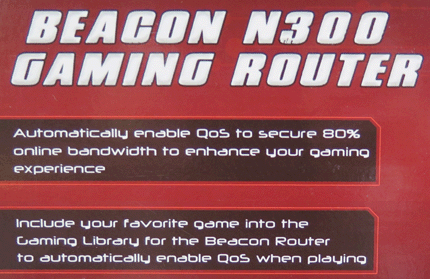 BEACON N300
GAMING ROUTER
Automatically enable QoS to secure 80%
online bandwidth to enhance your gaming
experience
Include your favorite game into the
Gaming Library for the Beacon Router
to automatically enable QoS when playing